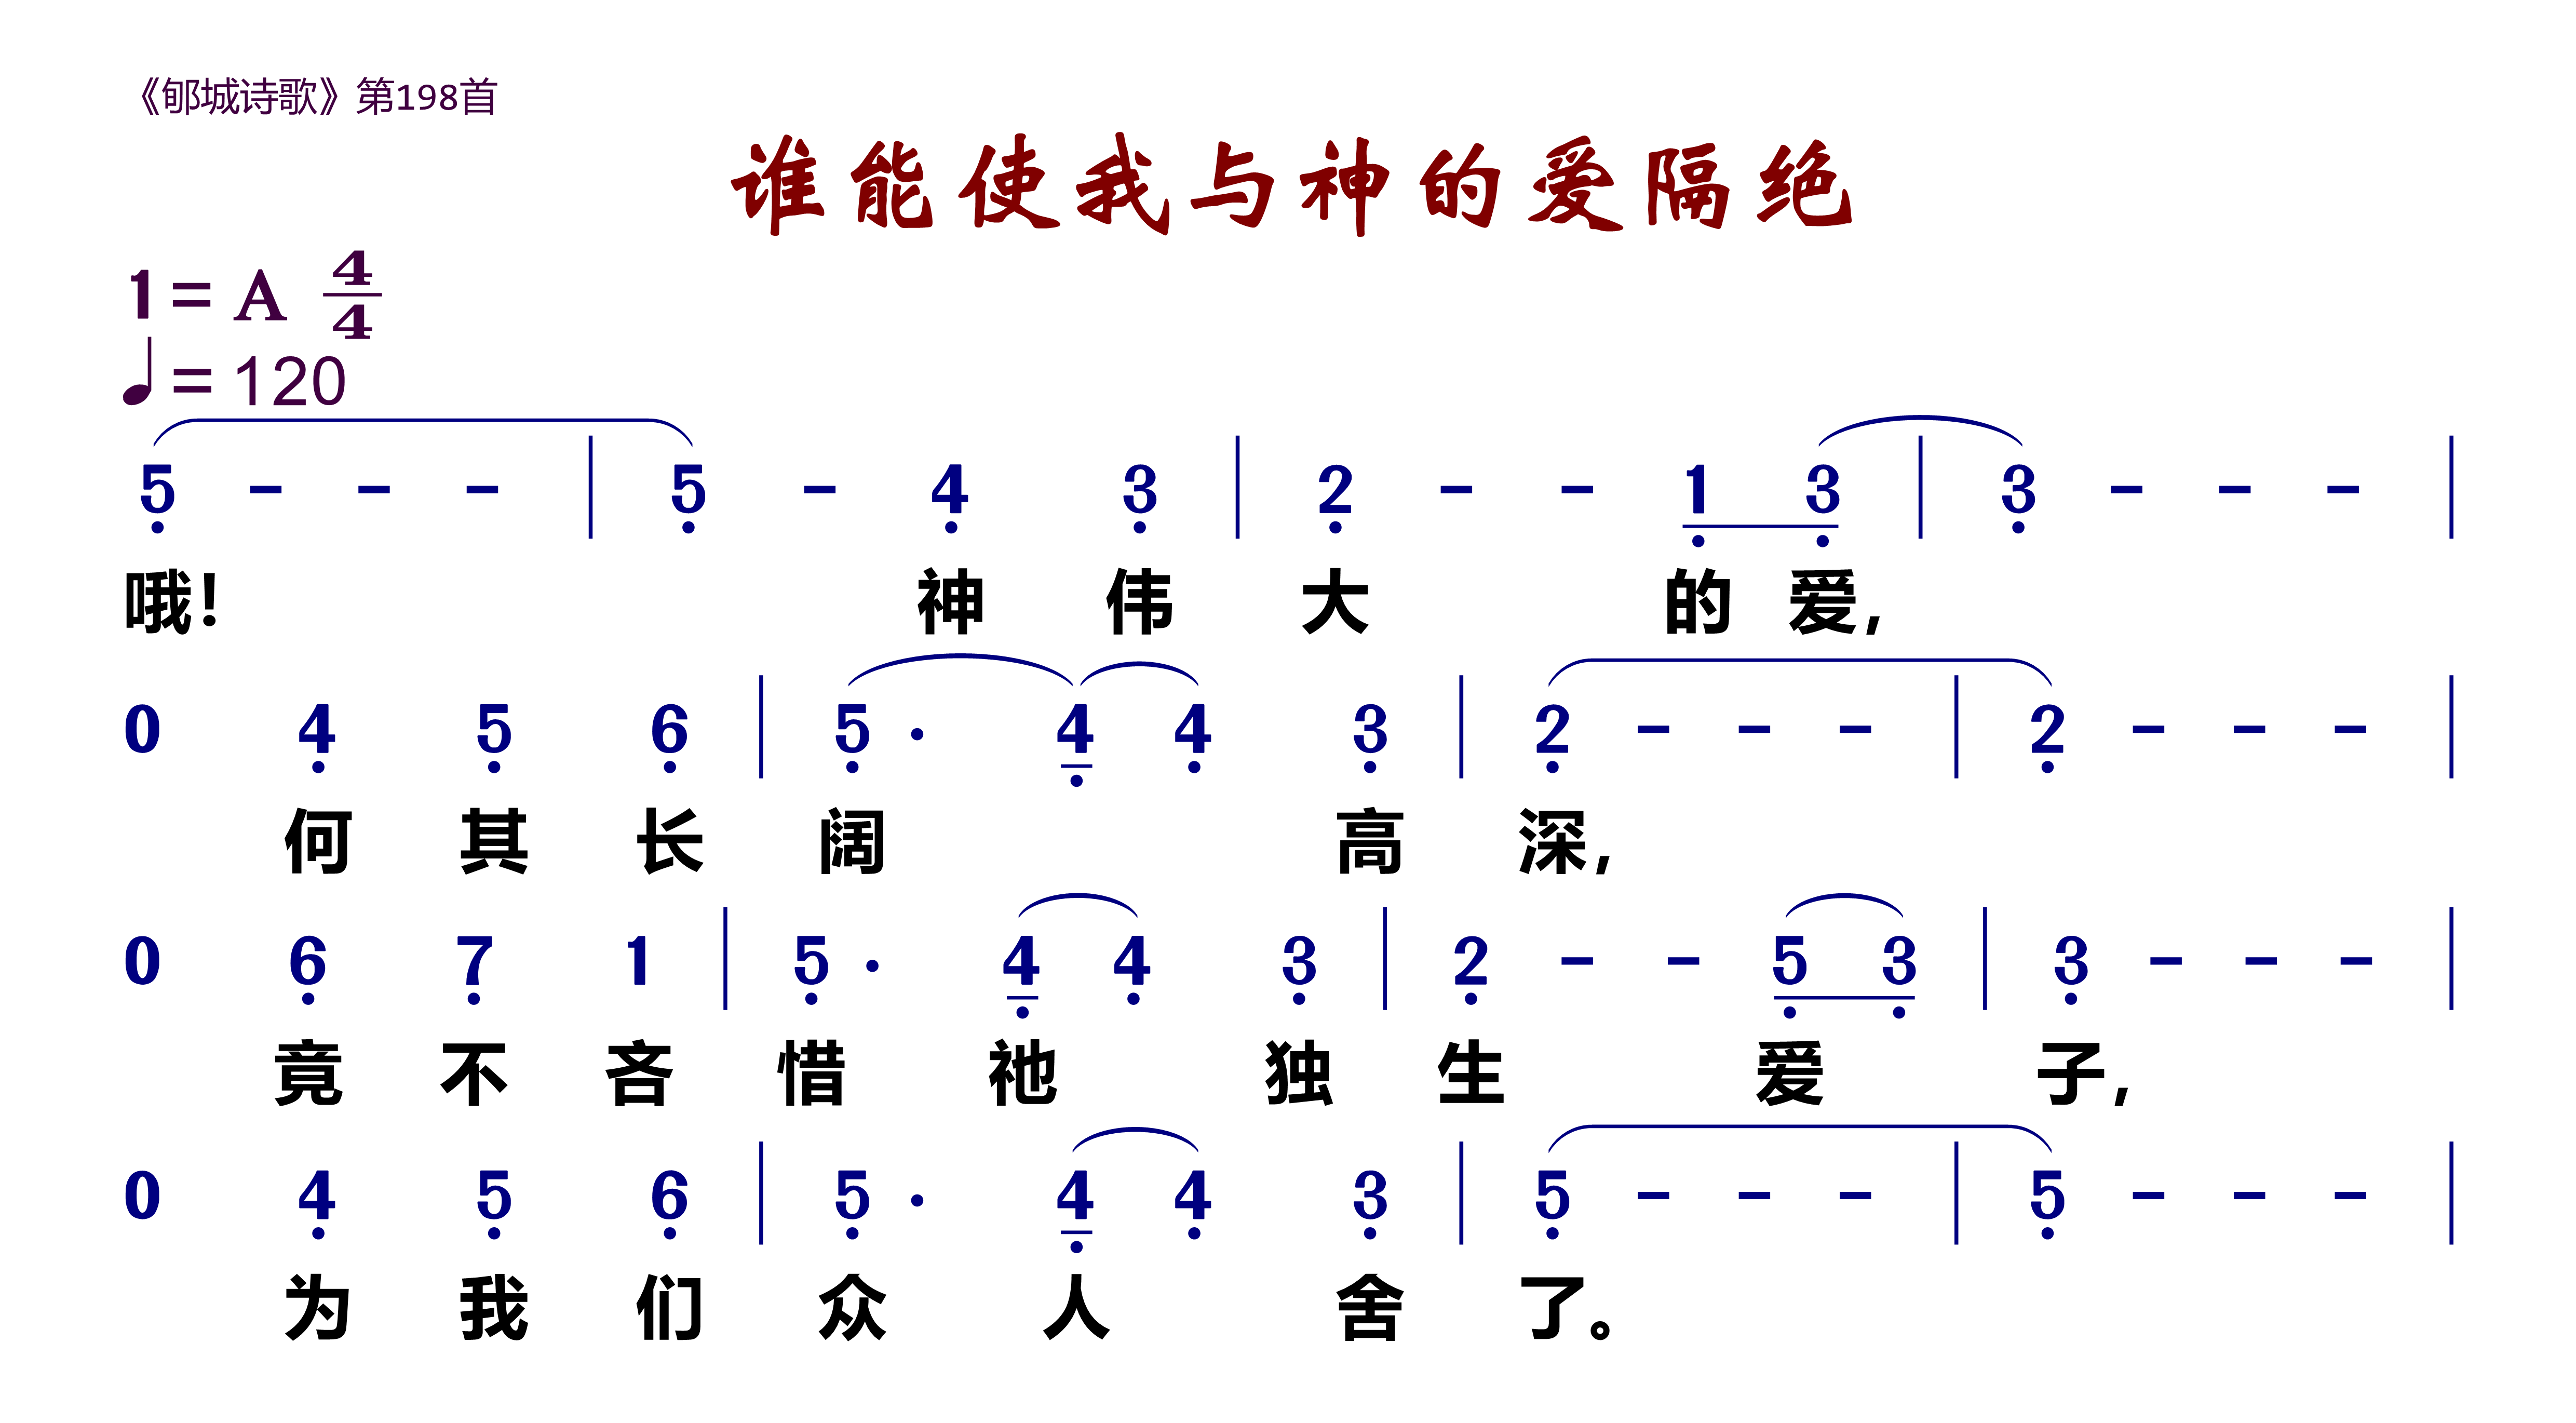 《郇城诗歌》第198首
谁能使我与神的爱隔绝
1 = A 4/4
♩= 120
5 - - - | 5 - 4 3 | 2 - - 1 3 | 3 - - - |
哦! 神 伟 大 的 爱,
0 4 5 6 | 5 · 4 4 3 | 2 - - - | 2 - - - |
何 其 长 阔 高 深,
0 6 7 1 | 5 · 4 4 3 | 2 - - 5 3 | 3 - - - |
竟 不 吝 惜 祂 独 生 爱 子,
0 4 5 6 | 5 · 4 4 3 | 5 - - - | 5 - - - |
为 我 们 众 人 舍 了。